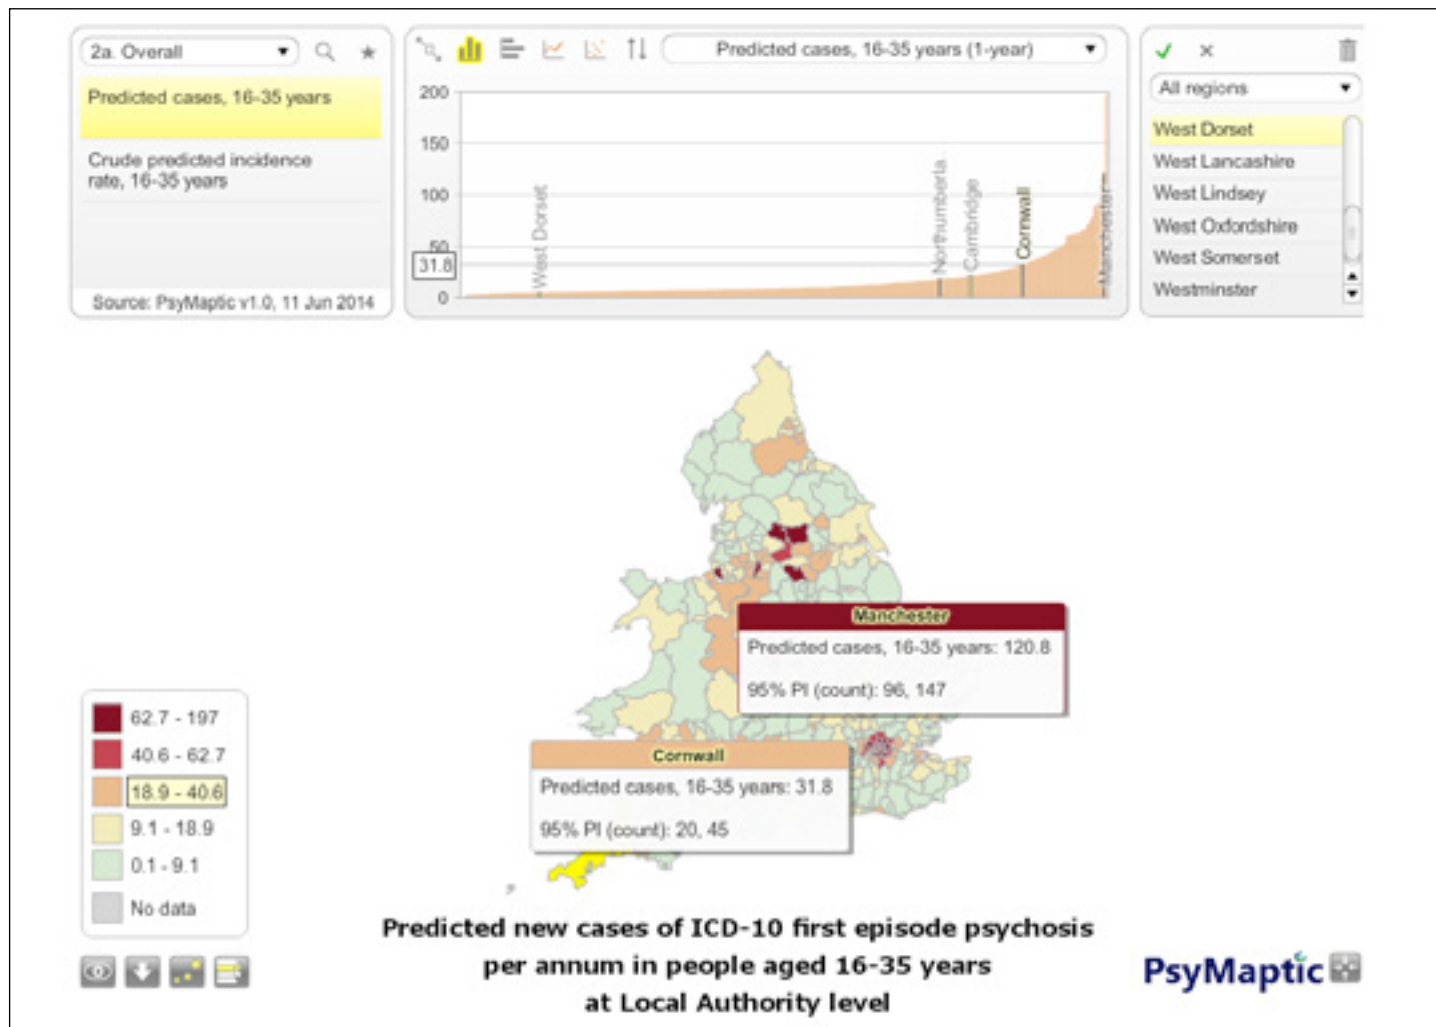 2a. Overall
Predicted cases, 16-35 years
Crude predicted incidence
rate, 16-35 years
Source: PsyMaptic v1.0, 11 Jun 2014
Predicted cases, 16-35 years (1-year)
200
150
100
50
31.8
0
West Dorset
Northumberla..
Cambridge
Cornwall
Manchester
All regions
West Dorset
West Lancashire
West Lindsey
West Oxfordshire
West Somerset
Westminster
Manchester
Predicted cases, 16-35 years: 120.8
95% PI (count): 96, 147
Cornwall
Predicted cases, 16-35 years: 31.8
95% PI (count): 20, 45
62.7 - 197
40.6 - 62.7
18.9 - 40.6
9.1 - 18.9
0.1 - 9.1
No data
Predicted new cases of ICD-10 first episode psychosis
per annum in people aged 16-35 years
at Local Authority level
PsyMaptic